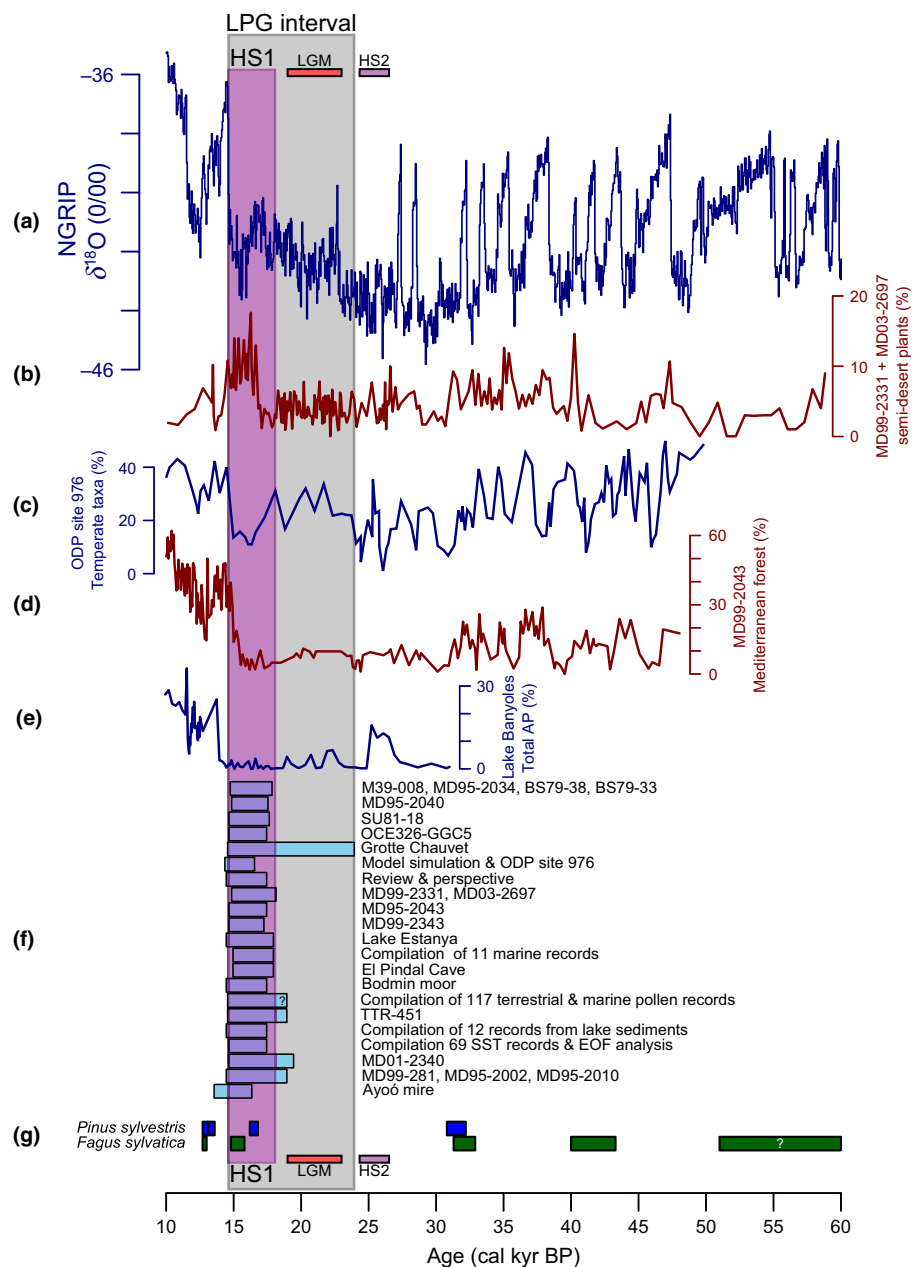 LPG interval
HS1
LGM
HS2
(a)
NGRIP
δ18O (0/00)
–36
–46
(b)
20
10
0
MD99-2331 + MD03-2697
semi-desert plants (%)
(c)
ODP site 976
Temperate taxa (%)
40
20
0
(d)
60
30
0
MD99-2043
Mediterranean forest (%)
(e)
30
0
Lake Banyoles
Total AP (%)
(f)
M39-008, MD95-2034, BS79-38, BS79-33
MD95-2040
SU81-18
OCE326-GGC5
Grotte Chauvet
Model simulation & ODP site 976
Review & perspective
MD99-2331, MD03-2697
MD95-2043
MD99-2343
Lake Estanya
Compilation of 11 marine records
El Pindal Cave
Bodmin moor
? Compilation of 117 terrestrial & marine pollen records
TTR-451
Compilation of 12 records from lake sediments
Compilation 69 SST records & EOF analysis
MD01-2340
MD99-281, MD95-2002, MD95-2010
Ayoó mire
(g)
Pinus sylvestris
Fagus sylvatica
?
HS1
LGM
HS2
10 15 20 25 30 35 40 45 50 55 60
Age (cal kyr BP)